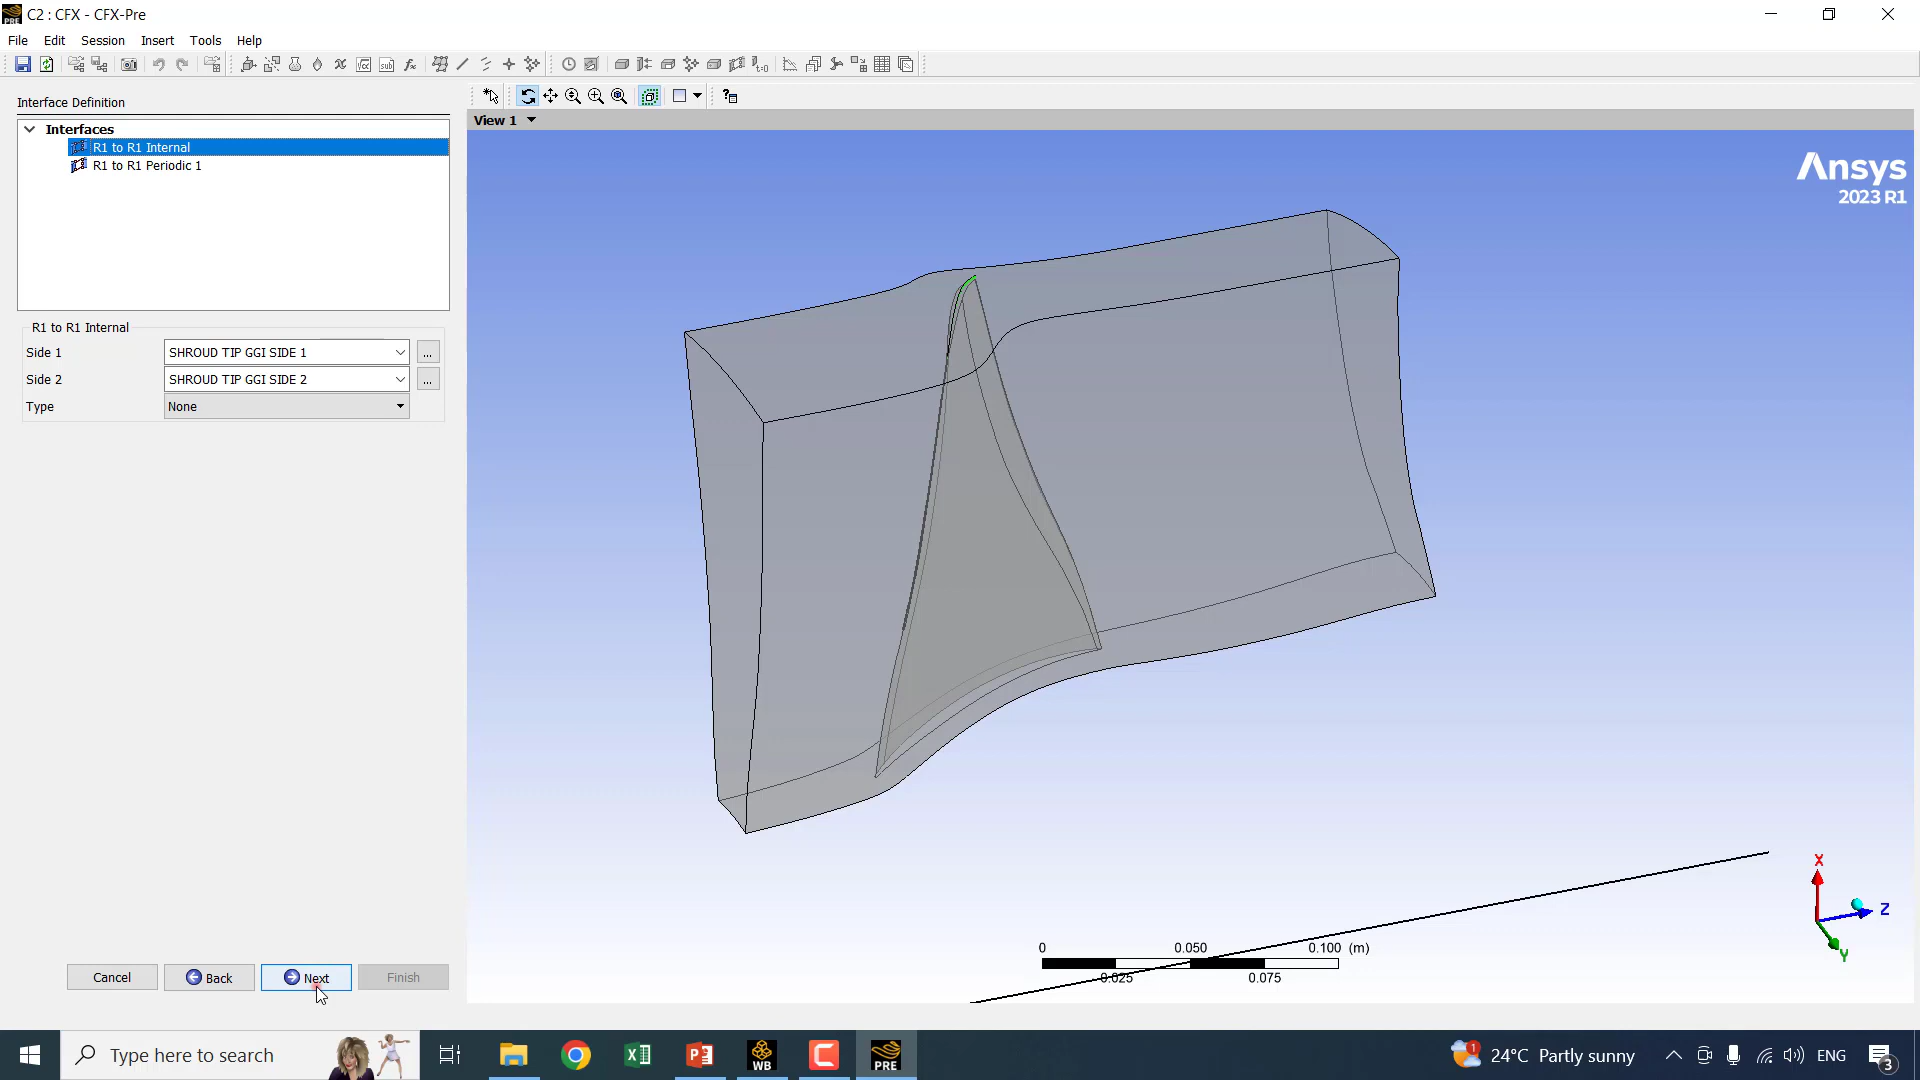 C2 : CFX - CFX-Pre
File Edit Session Insert Tools Help
Interface Definition
Interfaces
R1 to R1 Internal
R1 to R1 Periodic 1
R1 to R1 Internal
Side 1 SHROUD TIP GGI SIDE 1 ...
Side 2 SHROUD TIP GGI SIDE 2 ...
Type None
Cancel Back Next Finish
View 1
Ansys
2023 R1
0 0.050 0.100 (m)
0.025 0.075
X
Z
Y
Type here to search
WB
PRE
24°C Partly sunny
ENG
3